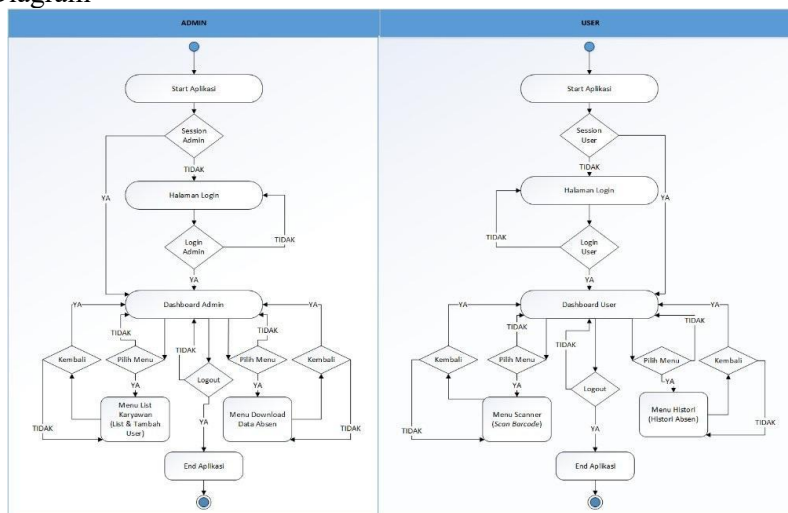 Diagram
ADMIN
Start Aplikasi
Session
Admin
TIDAK
YA
Halaman Login
Login
Admin
TIDAK
YA
Dashboard Admin
YA
TIDAK
TIDAK
TIDAK
YA
Kembali
Pilih Menu
Logout
Pilih Menu
Kembali
YA
YA
Menu List
Karyawan
(List & Tambah
User)
Menu Download
Data Absen
TIDAK
YA
TIDAK
End Aplikasi
USER
Start Aplikasi
Session
User
TIDAK
YA
Halaman Login
Login
User
TIDAK
YA
Dashboard User
YA
TIDAK
TIDAK
TIDAK
YA
Kembali
Pilih Menu
Logout
Pilih Menu
Kembali
YA
YA
Menu Scanner
(Scan Barcode)
Menu Histori
(Histori Absen)
TIDAK
YA
TIDAK
End Aplikasi